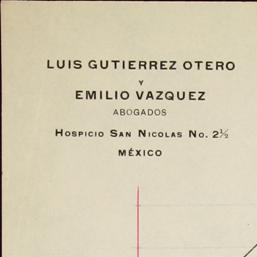 LUIS GUTIERREZ OTERO
Y
EMILIO VAZQUEZ
ABOGADOS
HOSPICIO SAN NICOLAS NO. 2½
MÉXICO